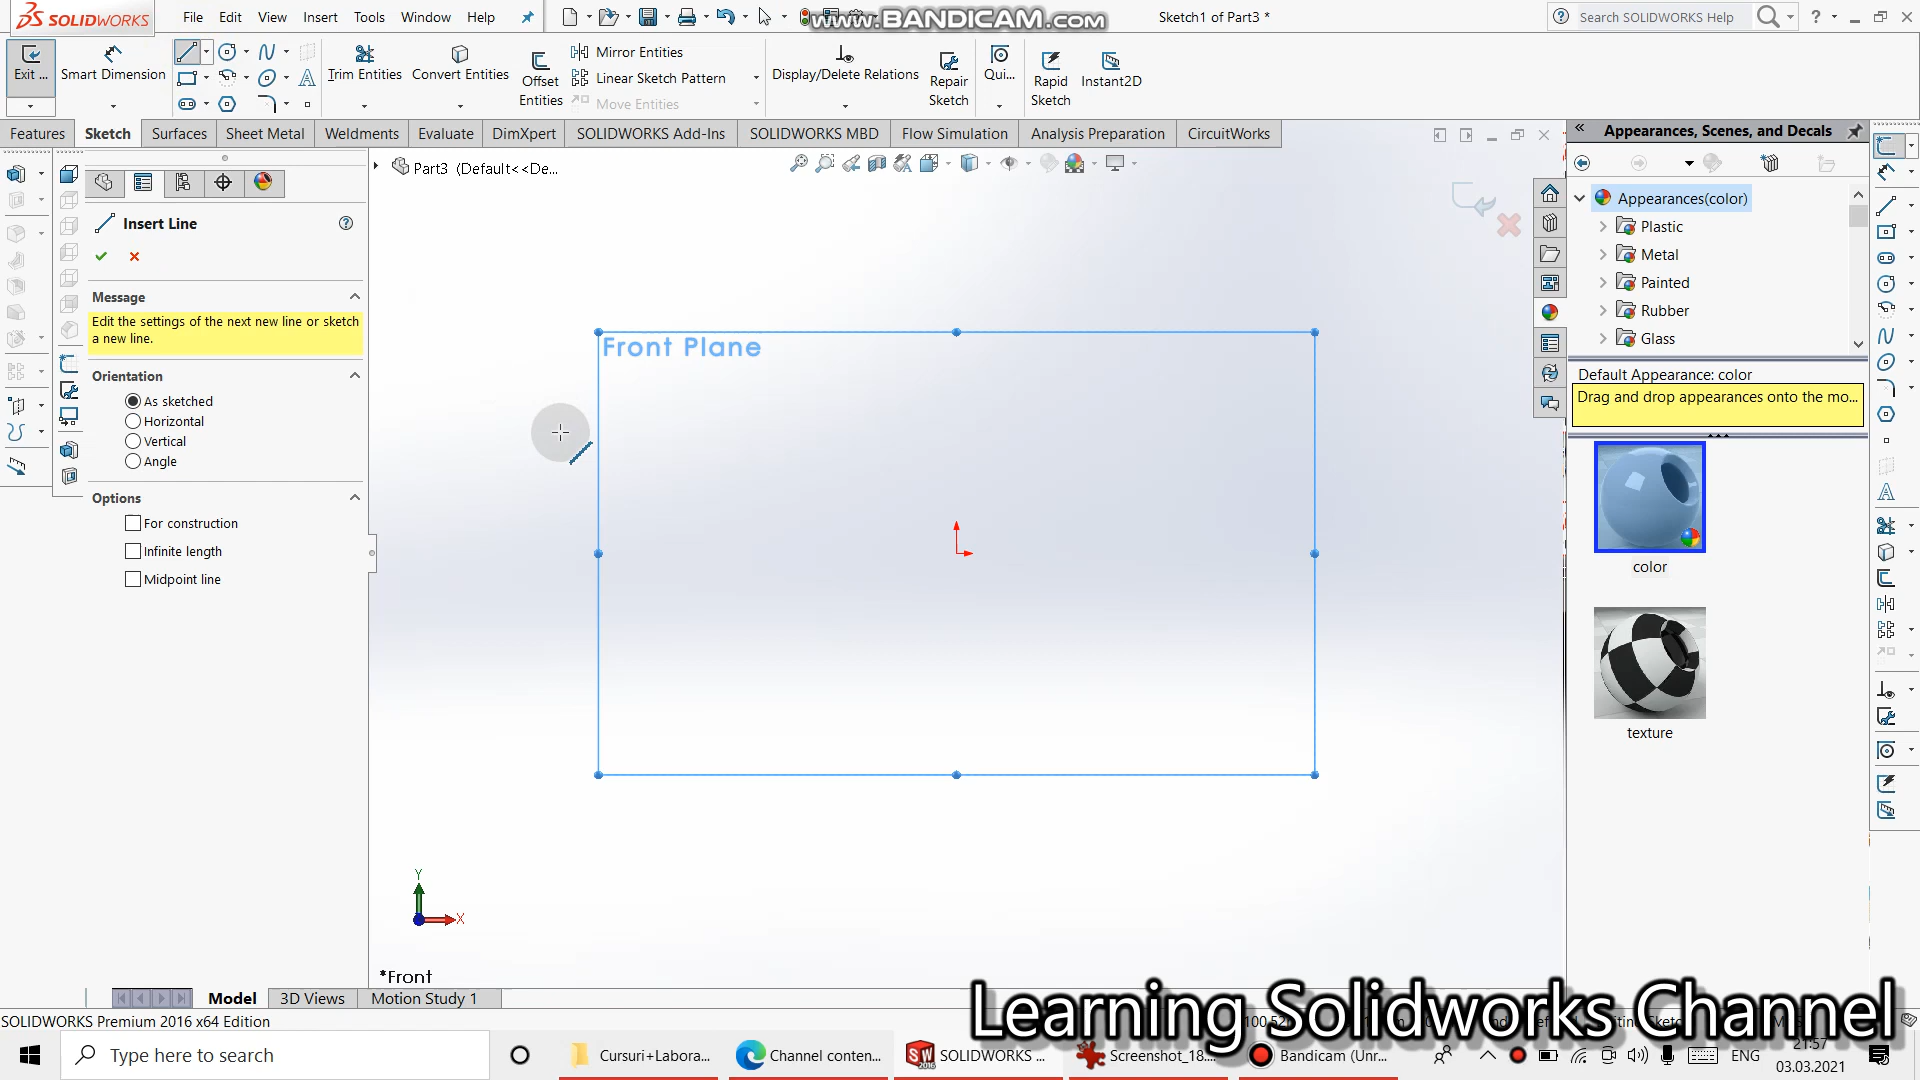 SOLIDWORKS File Edit View Insert Tools Window Help www.BANDICAM.com Sketch1 of Part3 * Search SOLIDWORKS Help ?
Exit ... Smart Dimension Trim Entities Convert Entities Offset Entities Mirror Entities Linear Sketch Pattern Move Entities Display/Delete Relations Repair Sketch Qui... Rapid Sketch Instant2D
Features Sketch Surfaces Sheet Metal Weldments Evaluate DimXpert SOLIDWORKS Add-Ins SOLIDWORKS MBD Flow Simulation Analysis Preparation CircuitWorks
Part3 (Default<<De...
Insert Line
Message
Edit the settings of the next new line or sketch
a new line.
Orientation
As sketched
Horizontal
Vertical
Angle
Options
For construction
Infinite length
Midpoint line
Front Plane
Y
X
*Front
Appearances, Scenes, and Decals
Appearances(color)
Plastic
Metal
Painted
Rubber
Glass
Default Appearance: color
Drag and drop appearances onto the mo...
color
texture
Model 3D Views Motion Study 1
SOLIDWORKS Premium 2016 x64 Edition
Learning Solidworks Channel
Type here to search Cursuri+Labora... Channel conten... SOLIDWORKS ... Screenshot_18... Bandicam (Unr... ENG
21:57
03.03.2021